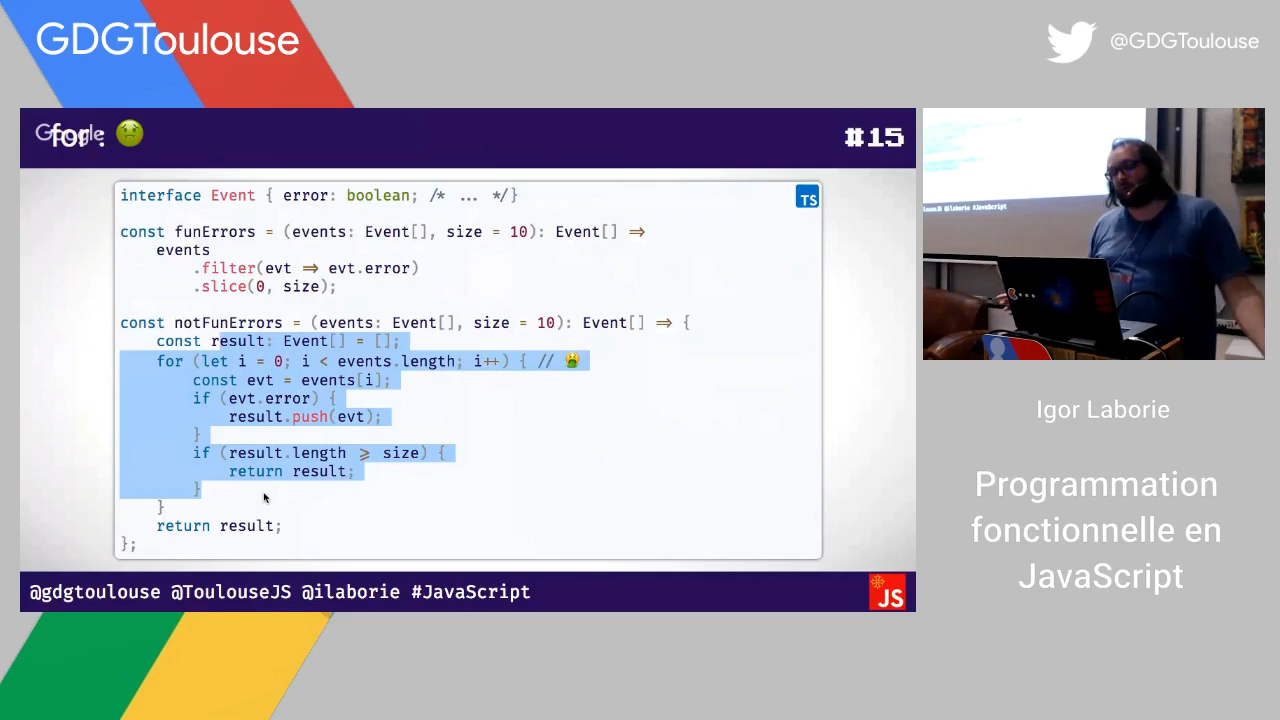 GDGToulouse
@GDGToulouse
Google
for :
#15
interface Event { error: boolean; /* ... */}
TS
const funErrors = (events: Event[], size = 10): Event[] ⇒
events
.filter(evt ⇒ evt.error)
.slice(0, size);
const notFunErrors = (events: Event[], size = 10): Event[] ⇒ {
const result: Event[] = [];
for (let i = 0; i < events.length; i++) { // 🤮
const evt = events[i];
if (evt.error) {
result.push(evt);
}
if (result.length ⩾ size) {
return result;
}
}
return result;
};
@gdgtoulouse @ToulouseJS @ilaborie #JavaScript
JS
@ilaborie #JavaScript
Igor Laborie
Programmation
fonctionnelle en
JavaScript